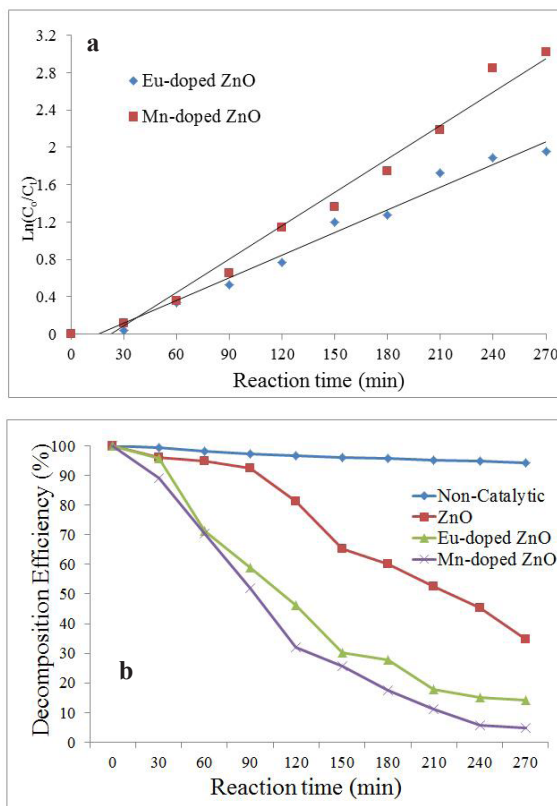 a
3.2
2.8
2.4
2
1.6
1.2
0.8
0.4
0
Ln(Co/Ct)
Eu-doped ZnO
Mn-doped ZnO
0 30 60 90 120 150 180 210 240 270
Reaction time (min)
100
90
80
70
60
50
40
30
20
10
0
Decomposition Efficiency (%)
Non-Catalytic
ZnO
Eu-doped ZnO
Mn-doped ZnO
b
0 30 60 90 120 150 180 210 240 270
Reaction time (min)